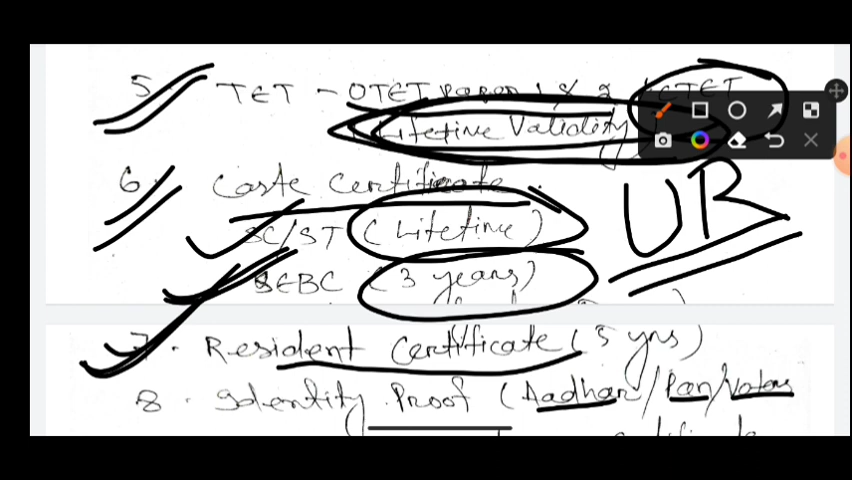 5. TET - OTET Paper 1 & 2, CTET
(Lifetime Validity)
6. Caste Certificate
SC/ST (Lifetime)
UR
SEBC (3 years)
7. Resident Certificate (5 yrs)
8. Identity Proof (Aadhar/Pan/Voter